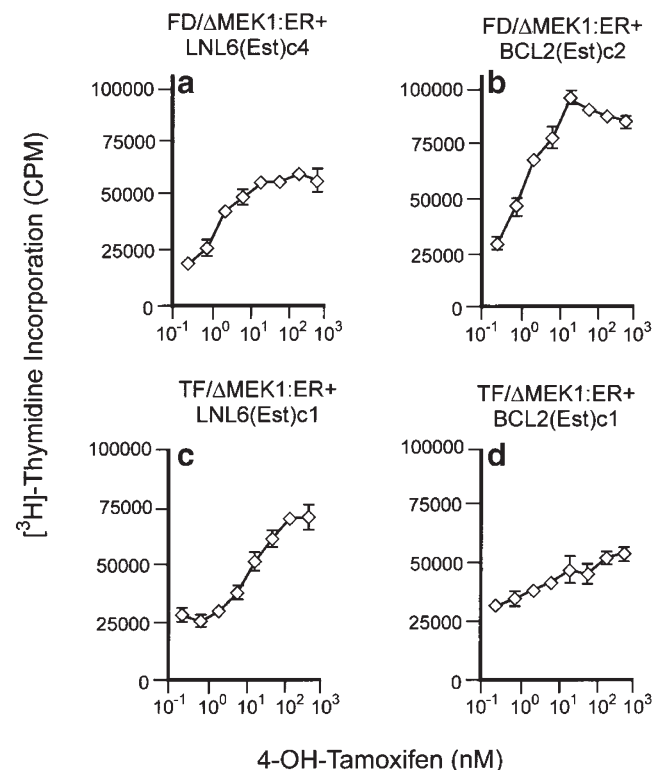 FD/ΔMEK1:ER+
LNL6(Est)c4
FD/ΔMEK1:ER+
BCL2(Est)c2
a
100000
75000
50000
25000
0
10⁻¹ 10⁰ 10¹ 10² 10³
b
100000
75000
50000
25000
0
10⁻¹ 10⁰ 10¹ 10² 10³
[³H]-Thymidine Incorporation (CPM)
TF/ΔMEK1:ER+
LNL6(Est)c1
TF/ΔMEK1:ER+
BCL2(Est)c1
c
100000
75000
50000
25000
0
10⁻¹ 10⁰ 10¹ 10² 10³
d
100000
75000
50000
25000
0
10⁻¹ 10⁰ 10¹ 10² 10³
4-OH-Tamoxifen (nM)